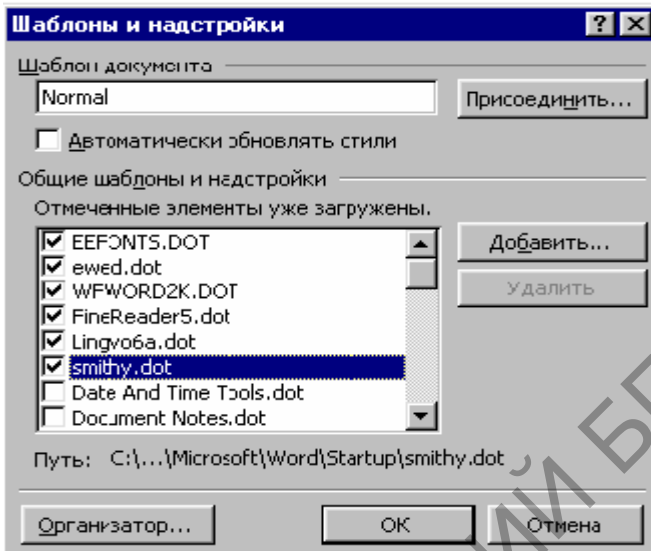 Шаблоны и надстройки
Шаблон документа
Normal
Присоединить...
Автоматически обновлять стили
Общие шаблоны и надстройки
Отмеченные элементы уже загружены.
EEFONTS.DOT
ewed.dot
WFWORD2K.DOT
FineReader5.dot
Lingvo6a.dot
smithy.dot
Date And Time Tools.dot
Document Notes.dot
Добавить...
Удалить
Путь: C:\...\Microsoft\Word\Startup\smithy.dot
Организатор...
ОК
Отмена